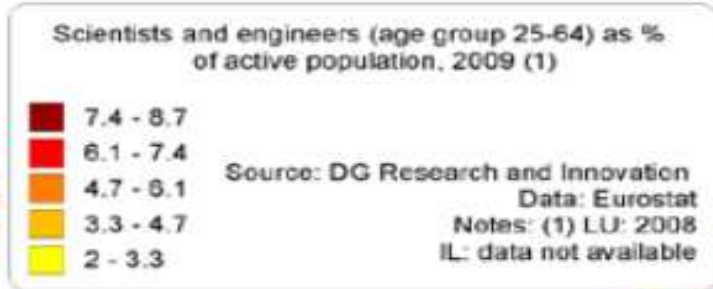 Scientists and engineers (age group 25-64) as %
of active population, 2009 (1)
7.4 - 8.7
6.1 - 7.4
4.7 - 6.1
3.3 - 4.7
2 - 3.3
Source: DG Research and Innovation
Data: Eurostat
Notes: (1) LU: 2008
IL: data not available